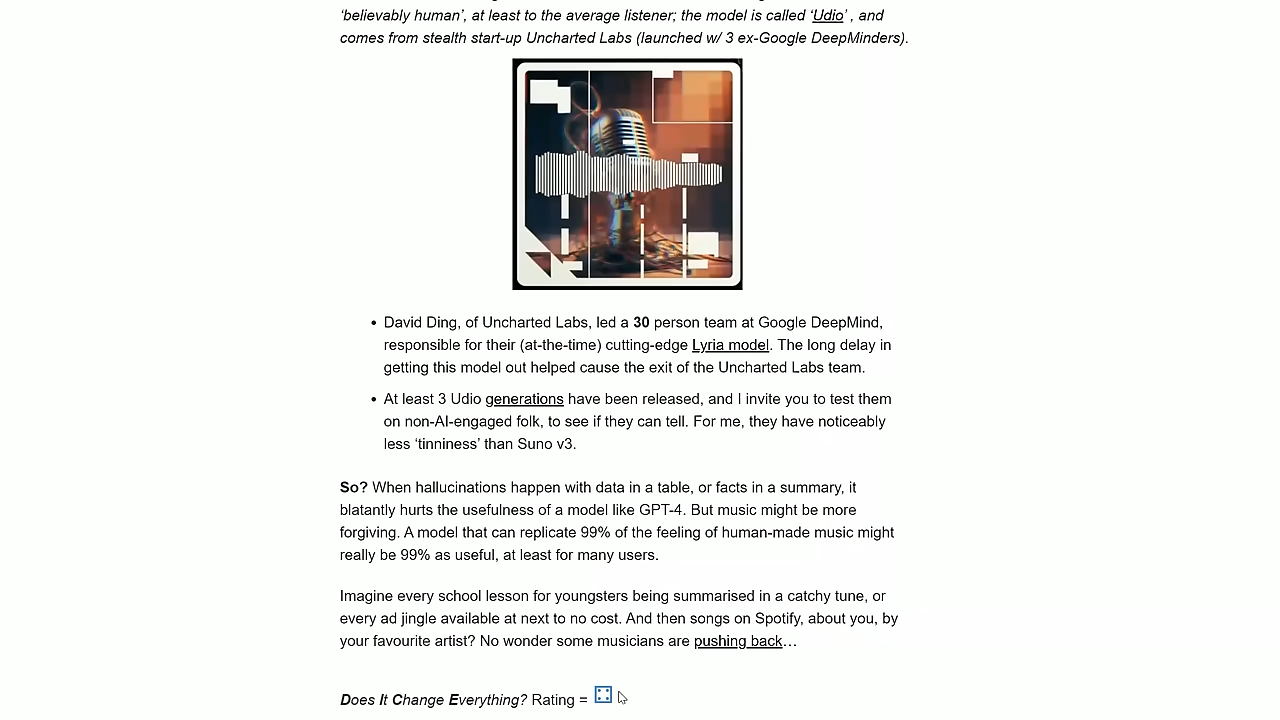 ‘believably human’, at least to the average listener; the model is called ‘Udio’ , and
comes from stealth start-up Uncharted Labs (launched w/ 3 ex-Google DeepMinders).
• David Ding, of Uncharted Labs, led a 30 person team at Google DeepMind,
responsible for their (at-the-time) cutting-edge Lyria model. The long delay in
getting this model out helped cause the exit of the Uncharted Labs team.
• At least 3 Udio generations have been released, and I invite you to test them
on non-AI-engaged folk, to see if they can tell. For me, they have noticeably
less ‘tinniness’ than Suno v3.
So? When hallucinations happen with data in a table, or facts in a summary, it
blatantly hurts the usefulness of a model like GPT-4. But music might be more
forgiving. A model that can replicate 99% of the feeling of human-made music might
really be 99% as useful, at least for many users.
Imagine every school lesson for youngsters being summarised in a catchy tune, or
every ad jingle available at next to no cost. And then songs on Spotify, about you, by
your favourite artist? No wonder some musicians are pushing back…
Does It Change Everything? Rating =